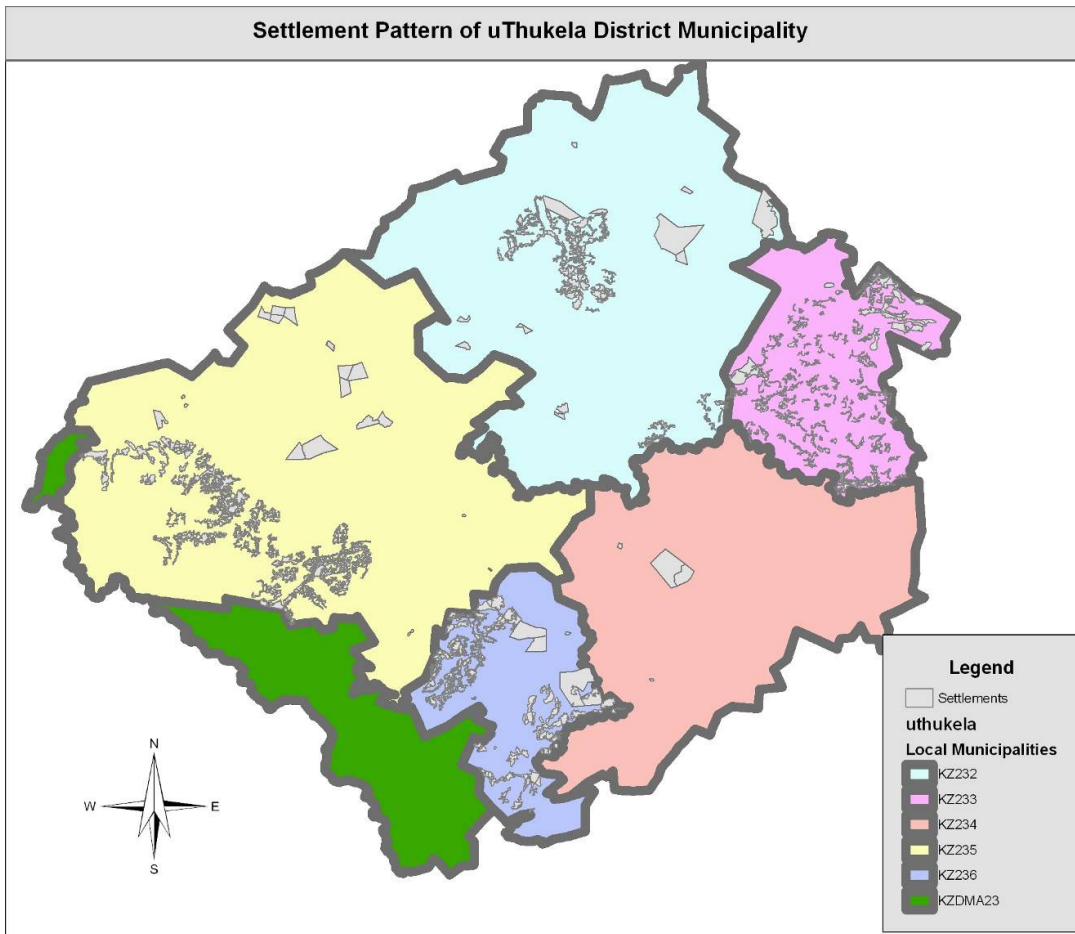 Settlement Pattern of uThukela District Municipality
N
W
E
S
Legend
Settlements
uthukela
Local Municipalities
KZ232
KZ233
KZ234
KZ235
KZ236
KZDMA23